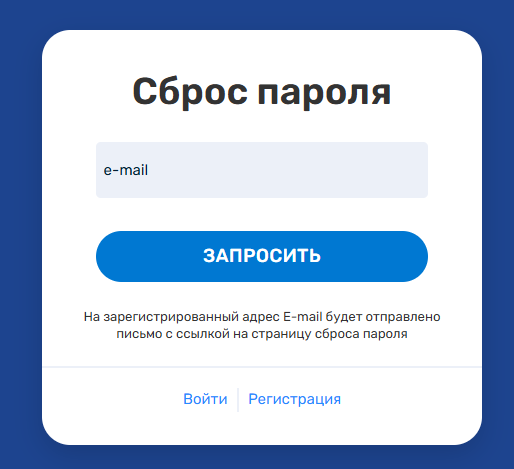 Сброс пароля
e-mail
ЗАПРОСИТЬ
На зарегистрированный адрес E-mail будет отправлено
письмо с ссылкой на страницу сброса пароля
Войти Регистрация